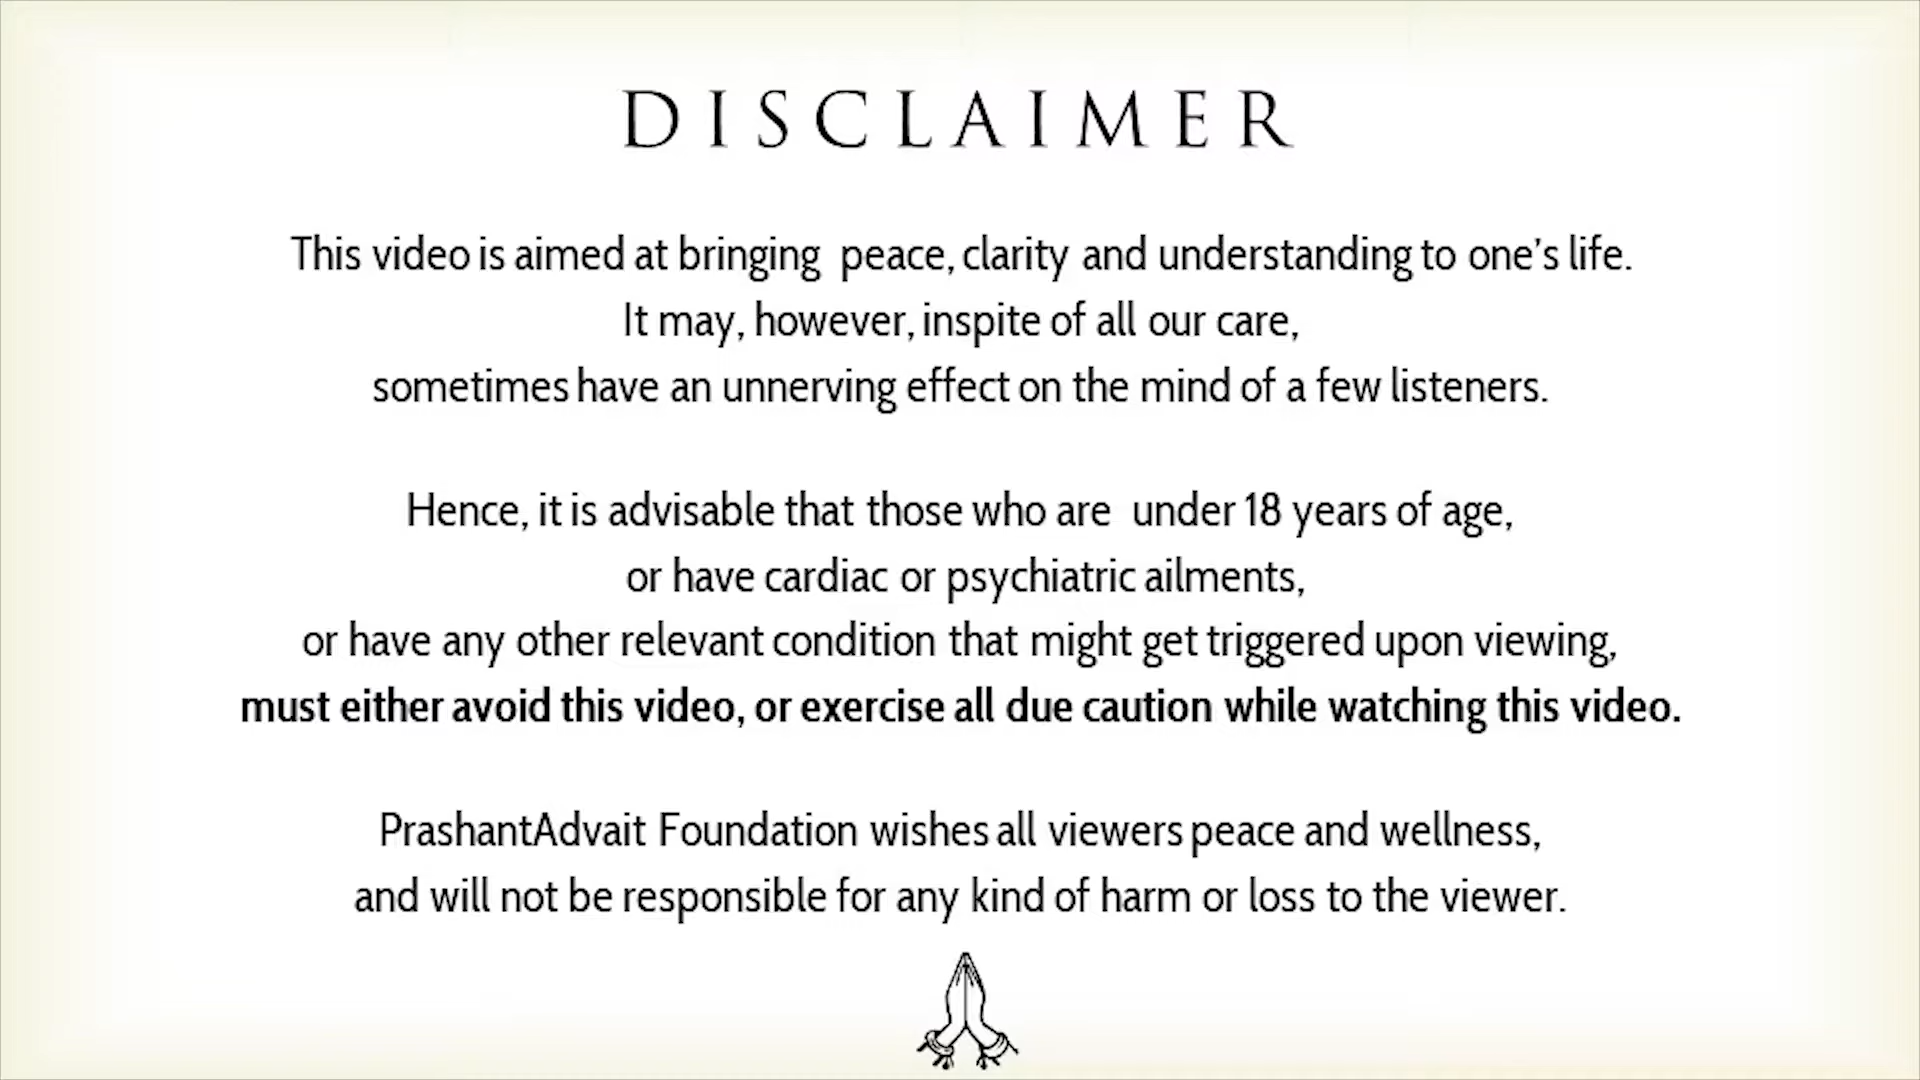 DISCLAIMER
This video is aimed at bringing peace, clarity and understanding to one's life.
It may, however, inspite of all our care,
sometimes have an unnerving effect on the mind of a few listeners.
Hence, it is advisable that those who are under 18 years of age,
or have cardiac or psychiatric ailments,
or have any other relevant condition that might get triggered upon viewing,
must either avoid this video, or exercise all due caution while watching this video.
PrashantAdvait Foundation wishes all viewers peace and wellness,
and will not be responsible for any kind of harm or loss to the viewer.